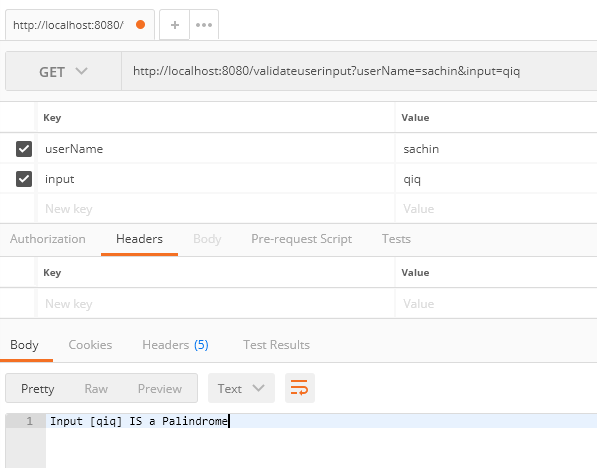 http://localhost:8080/
GET http://localhost:8080/validateuserinput?userName=sachin&input=qiq
Key Value
userName sachin
input qiq
New key Value
Authorization Headers Body Pre-request Script Tests
Key Value
New key Value
Body Cookies Headers (5) Test Results
Pretty Raw Preview Text
1 Input [qiq] IS a Palindrome